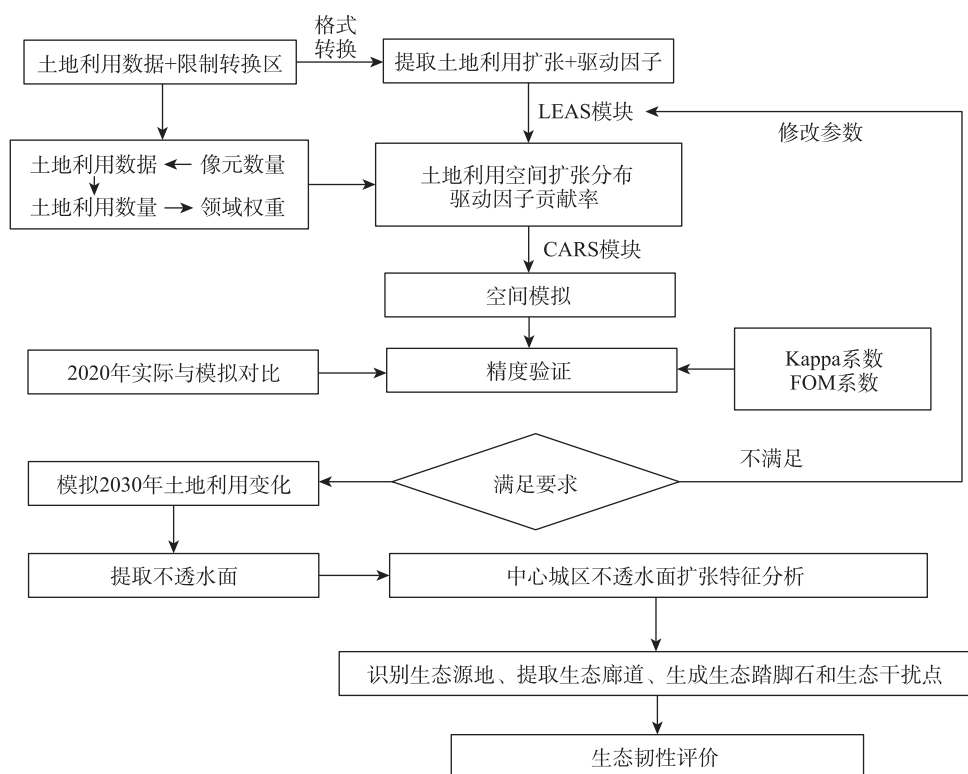 格式
转换
土地利用数据+限制转换区
提取土地利用扩张+驱动因子
LEAS模块
修改参数
土地利用数据
像元数量
土地利用数量
领域权重
土地利用空间扩张分布
驱动因子贡献率
CARS模块
空间模拟
2020年实际与模拟对比
精度验证
Kappa系数
FOM系数
不满足
模拟2030年土地利用变化
满足要求
提取不透水面
中心城区不透水面扩张特征分析
识别生态源地、提取生态廊道、生成生态踏脚石和生态干扰点
生态韧性评价